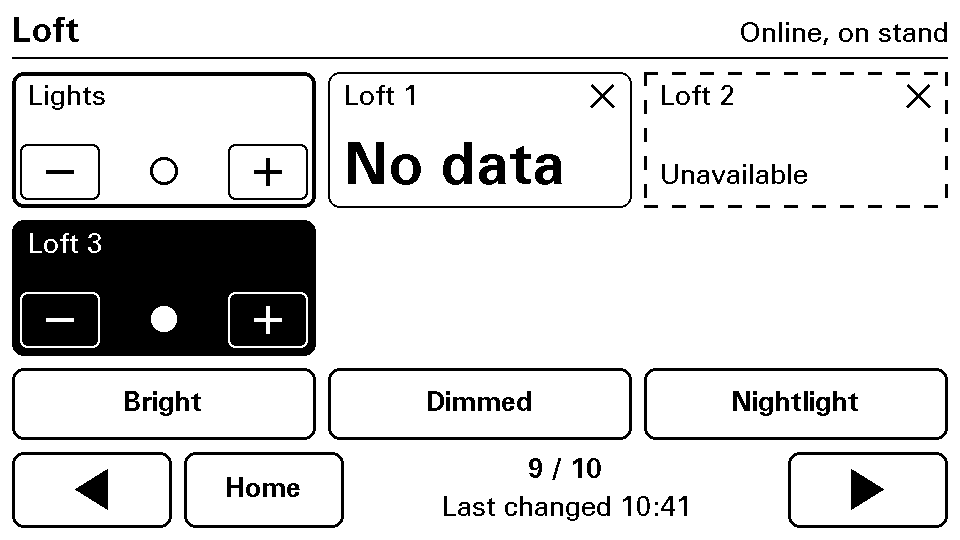 Loft
Online, on stand
Lights
Loft 1
No data
Loft 2
Unavailable
Loft 3
Bright
Dimmed
Nightlight
Home
9 / 10
Last changed 10:41